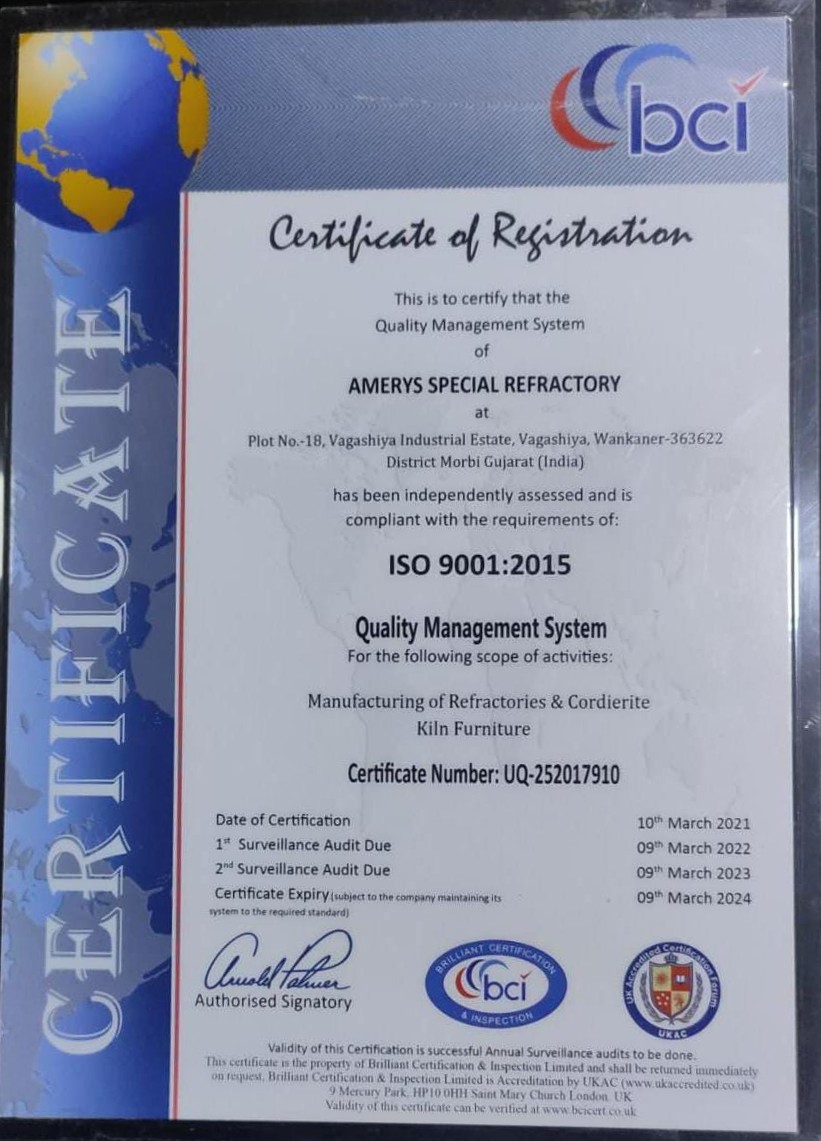 bci
CERTIFICATE
Certificate of Registration
This is to certify that the
Quality Management System
of
AMERYS SPECIAL REFRACTORY
at
Plot No.-18, Vagashiya Industrial Estate, Vagashiya, Wankaner-363622
District Morbi Gujarat (India)
has been independently assessed and is
compliant with the requirements of:
ISO 9001:2015
Quality Management System
For the following scope of activities:
Manufacturing of Refractories & Cordierite
Kiln Furniture
Certificate Number: UQ-252017910
Date of Certification 10th March 2021
1st Surveillance Audit Due 09th March 2022
2nd Surveillance Audit Due 09th March 2023
Certificate Expiry (subject to the company maintaining its 09th March 2024
system to the required standard)
Arnold Palmer
Authorised Signatory
BRILLIANT CERTIFICATION
bci
& INSPECTION
UK Accredited Certification Forum
UKAC
Validity of this Certification is successful Annual Surveillance audits to be done.
This certificate is the property of Brilliant Certification & Inspection Limited and shall be returned immediately
on request. Brilliant Certification & Inspection Limited is Accreditation by UKAC (www.ukaccredited.co.uk)
9 Mercury Park, HP10 0HH Saint Mary Church London, UK
Validity of this certificate can be verified at www.bcicert.co.uk